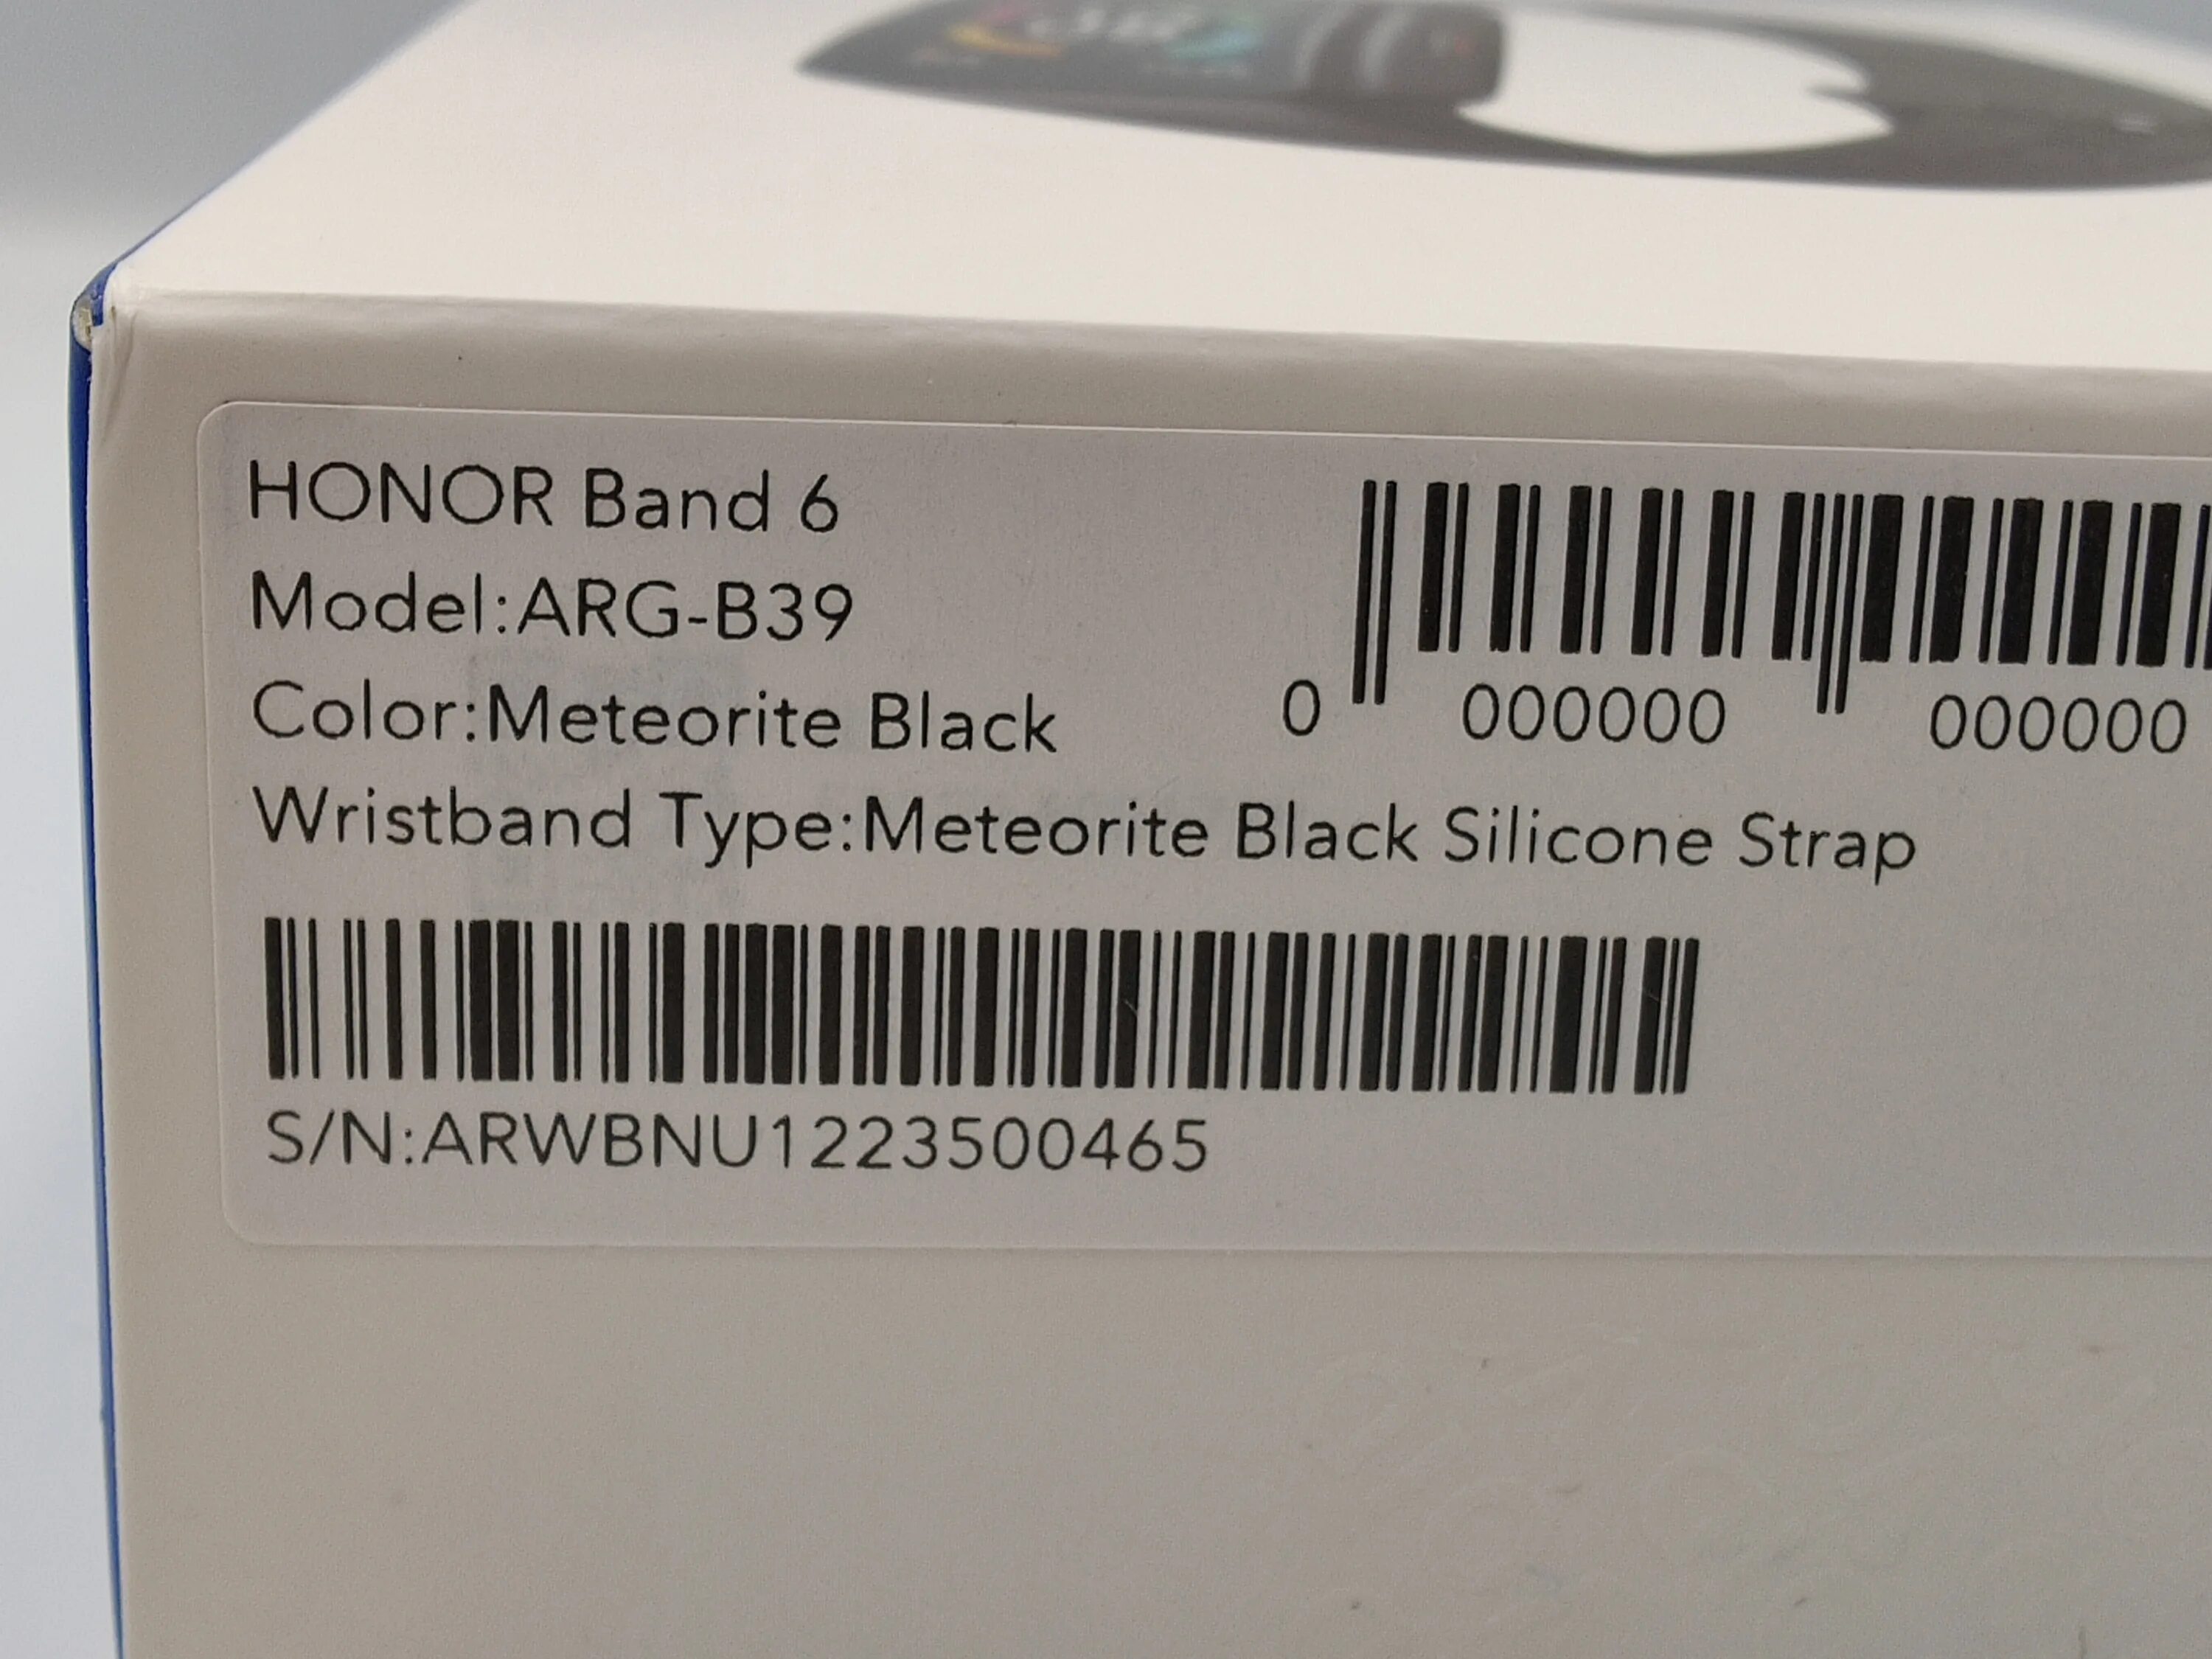 HONOR Band 6
Model:ARG-B39
Color:Meteorite Black
0 000000 000000
Wristband Type:Meteorite Black Silicone Strap
S/N:ARWBNU1223500465